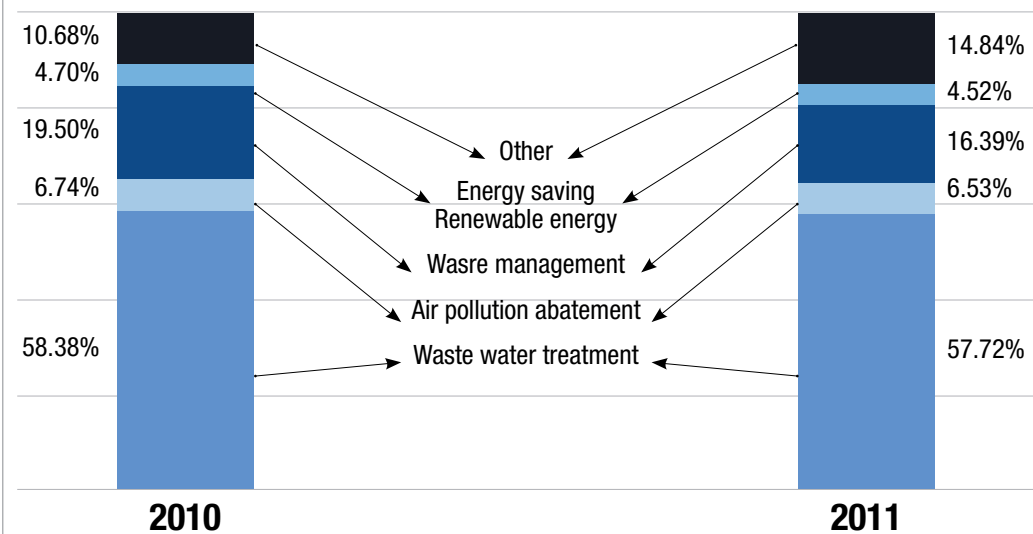 10.68%
4.70%
19.50%
6.74%
58.38%
Other
Energy saving
Renewable energy
Wasre management
Air pollution abatement
Waste water treatment
14.84%
4.52%
16.39%
6.53%
57.72%
2010
2011